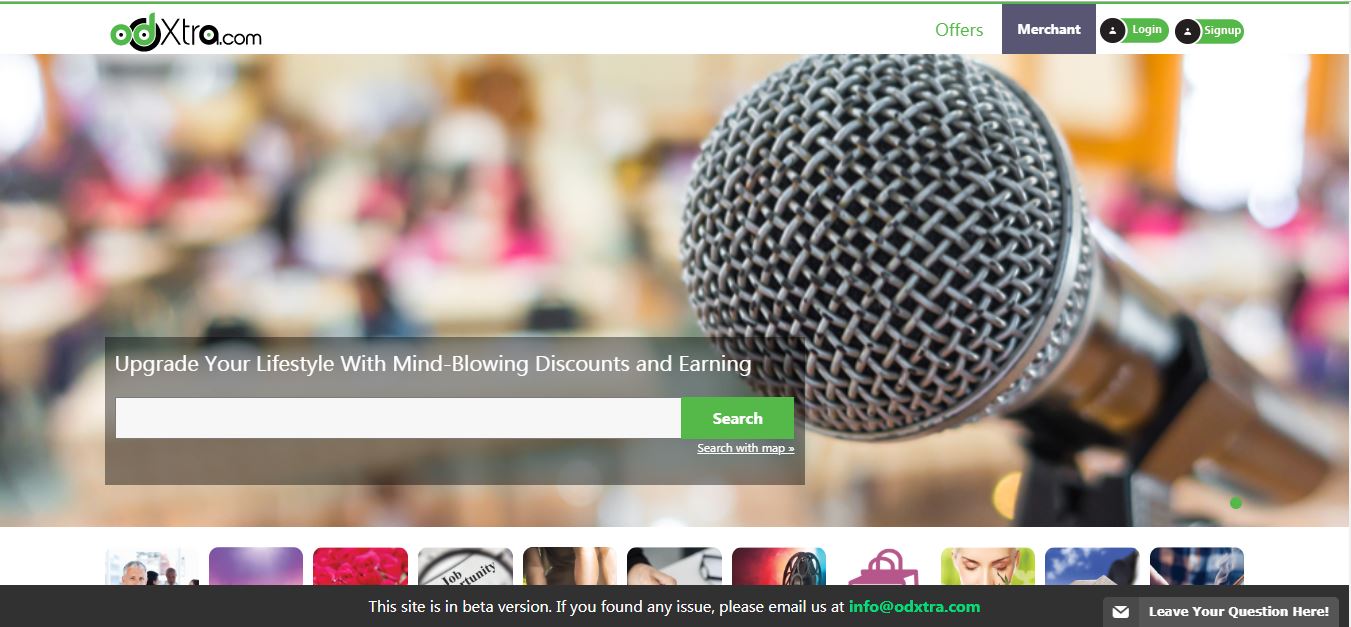 odXtra.com
Offers
Merchant
Login
Signup
Upgrade Your Lifestyle With Mind-Blowing Discounts and Earning
Search
Search with map »
Job
Opportunity
This site is in beta version. If you found any issue, please email us at info@odxtra.com
Leave Your Question Here!